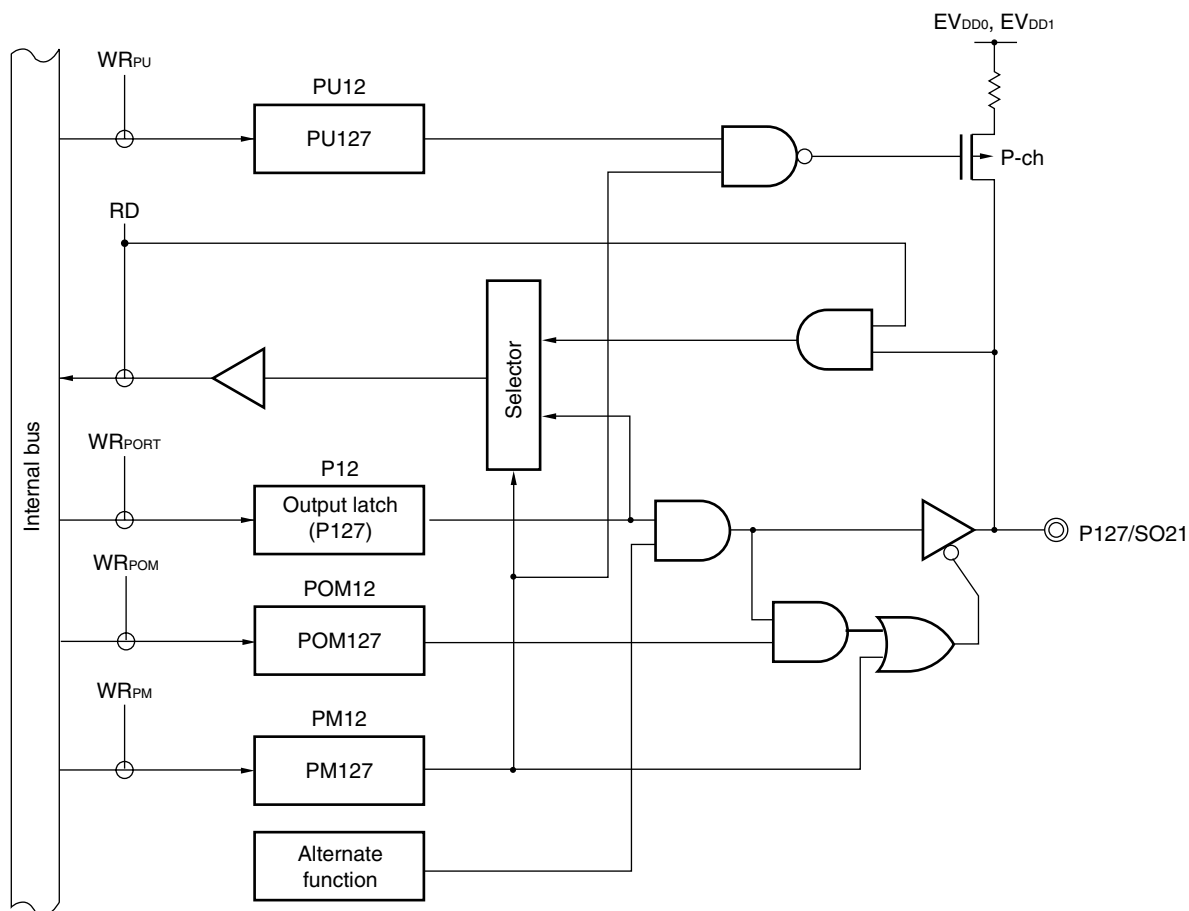 EVDD0, EVDD1
WRPU
PU12
PU127
P-ch
RD
Selector
Internal bus
WRPORT
P12
Output latch
(P127)
P127/SO21
WRPOM
POM12
POM127
WRPM
PM12
PM127
Alternate
function